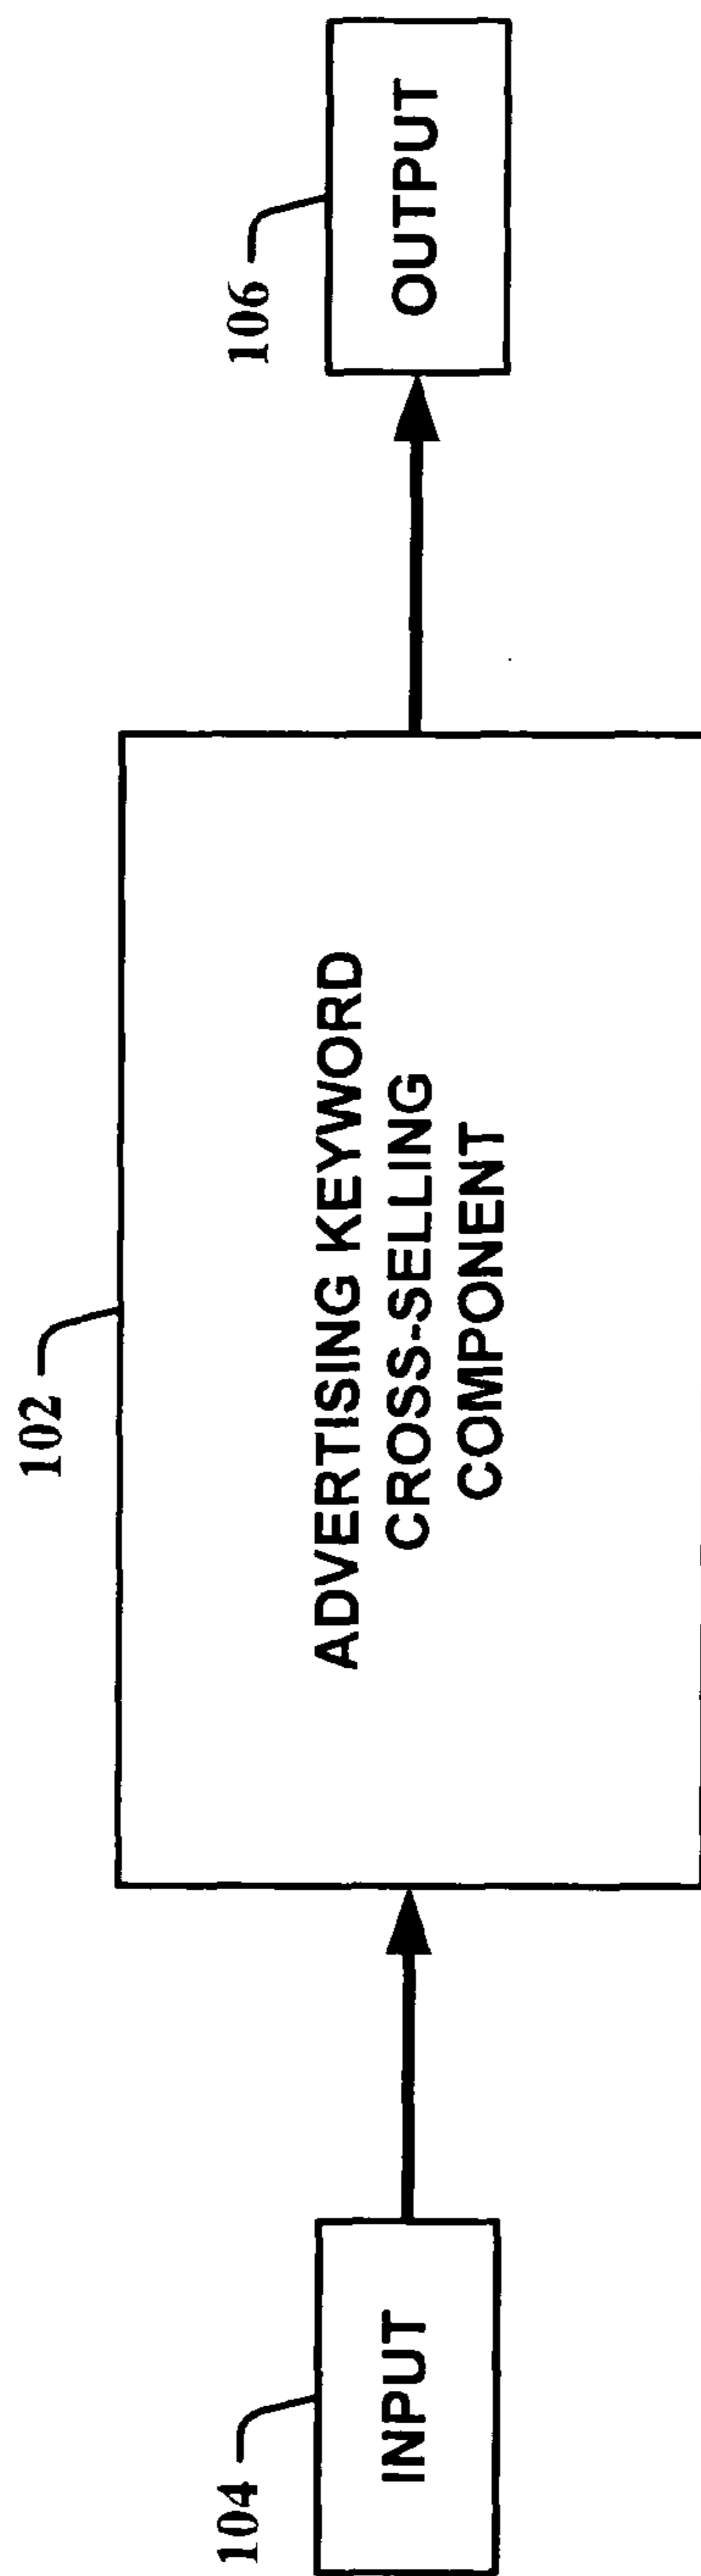 102
ADVERTISING KEYWORD
CROSS-SELLING
COMPONENT
104
INPUT
106
OUTPUT